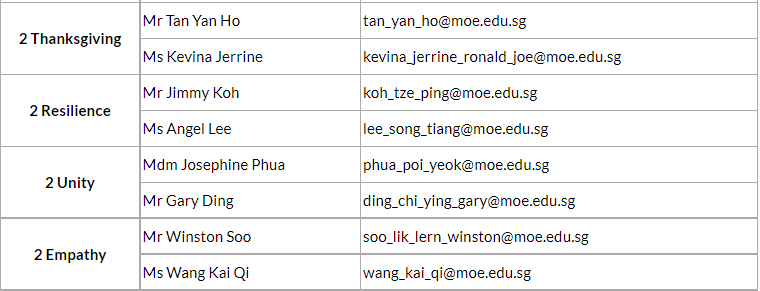 Mr Tan Yan Ho tan_yan_ho@moe.edu.sg
2 Thanksgiving
Ms Kevina Jerrine kevina_jerrine_ronald_joe@moe.edu.sg
Mr Jimmy Koh koh_tze_ping@moe.edu.sg
2 Resilience
Ms Angel Lee lee_song_tiang@moe.edu.sg
Mdm Josephine Phua phua_poi_yeok@moe.edu.sg
2 Unity
Mr Gary Ding ding_chi_ying_gary@moe.edu.sg
Mr Winston Soo soo_lik_lern_winston@moe.edu.sg
2 Empathy
Ms Wang Kai Qi wang_kai_qi@moe.edu.sg